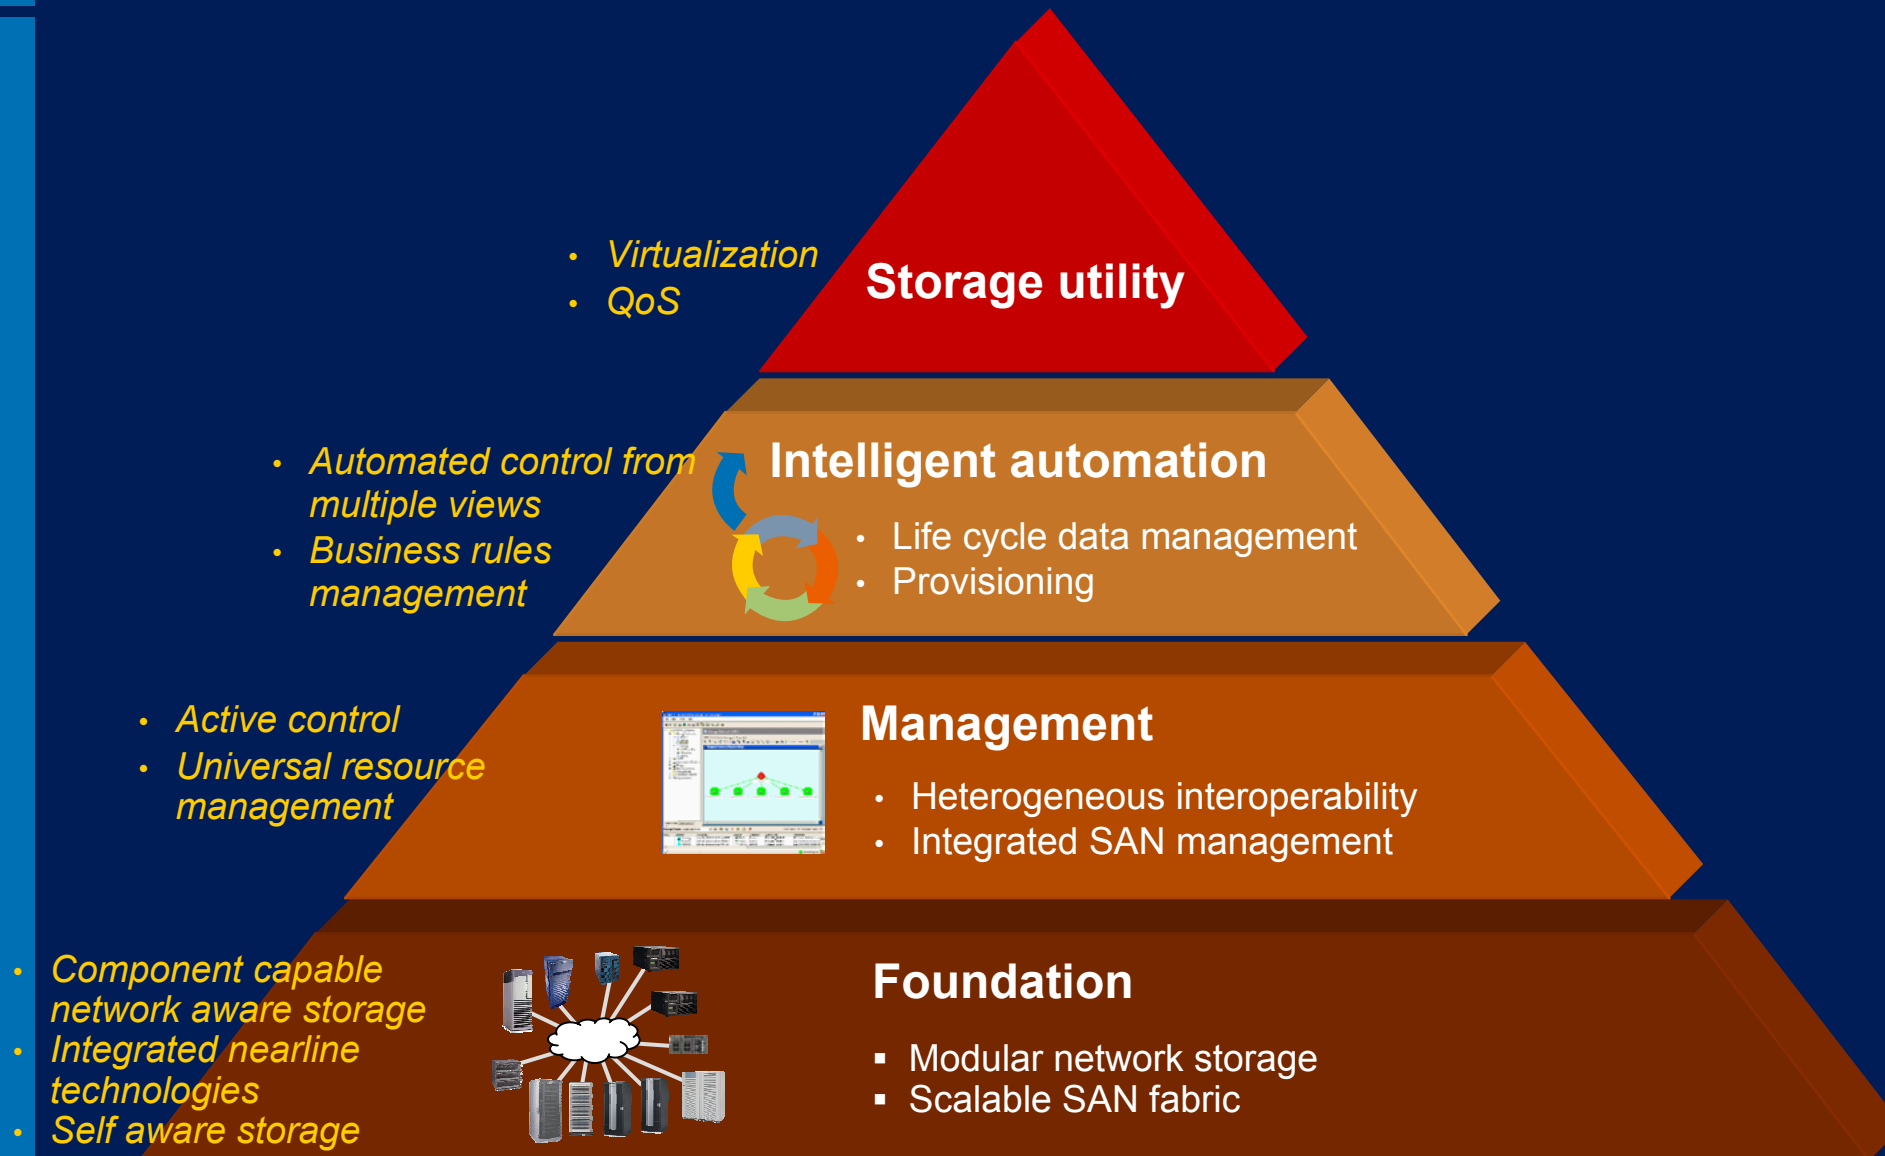 • Virtualization
• QoS
Storage utility
• Automated control from
multiple views
• Business rules
management
Intelligent automation
• Life cycle data management
• Provisioning
• Active control
• Universal resource
management
Management
• Heterogeneous interoperability
• Integrated SAN management
• Component capable
network aware storage
• Integrated nearline
technologies
• Self aware storage
Foundation
▪ Modular network storage
▪ Scalable SAN fabric